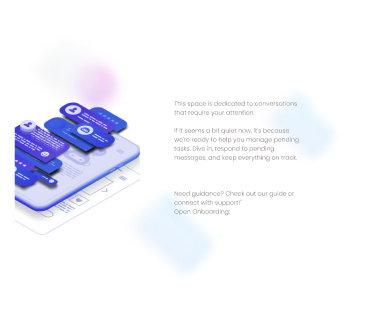 This space is dedicated to conversations
that require your attention.
If it seems a bit quiet now, it's because
we're ready to help you manage pending
tasks. Dive in, respond to pending
messages, and keep everything on track.
Need guidance? Check out our guide or
connect with support!"
Open Onboarding: